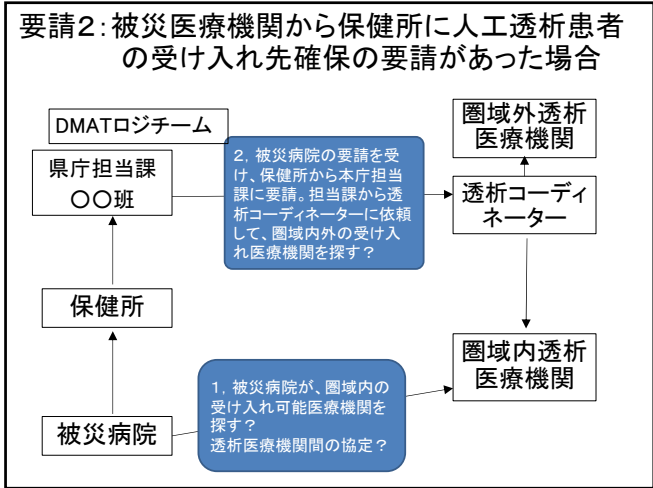 要請2:被災医療機関から保健所に人工透析患者
の受け入れ先確保の要請があった場合
DMATロジチーム
県庁担当課
〇〇班
2，被災病院の要請を受
け、保健所から本庁担当
課に要請。担当課から透
析コーディネーターに依頼
して、圏域内外の受け入
れ医療機関を探す？
圏域外透析
医療機関
透析コーディ
ネーター
保健所
圏域内透析
医療機関
1，被災病院が、圏域内の
受け入れ可能医療機関を
探す？
透析医療機関間の協定？
被災病院